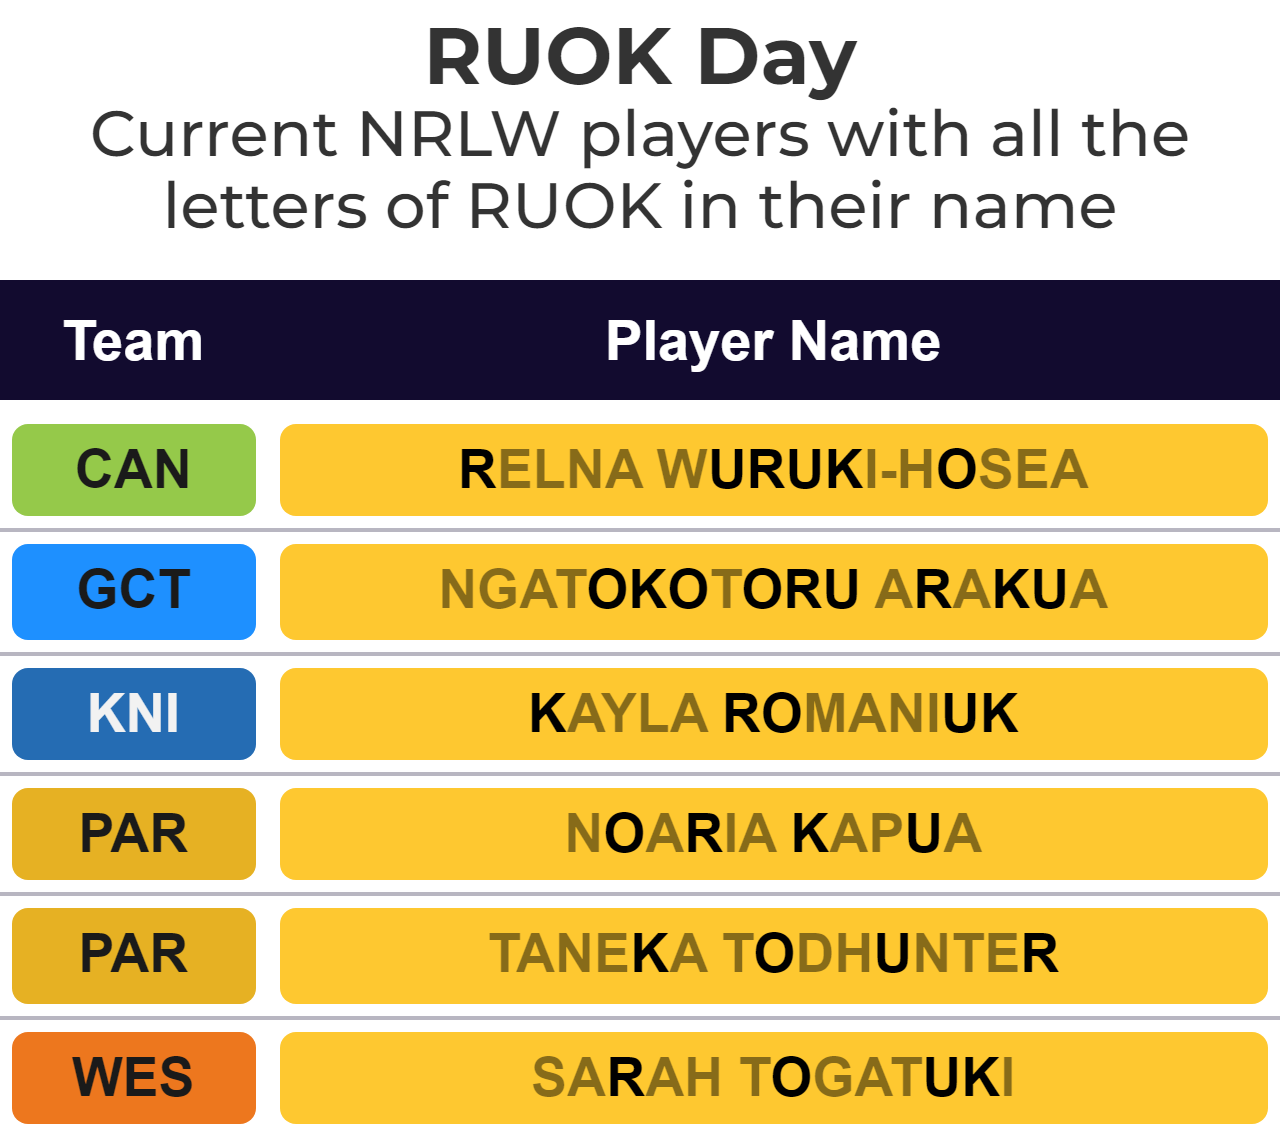 RUOK Day
Current NRLW players with all the
letters of RUOK in their name
Team Player Name
CAN RELNA WURUKI-HOSEA
GCT NGATOKOTORU ARAKUA
KNI KAYLA ROMANIUK
PAR NOARIA KAPUA
PAR TANEKA TODHUNTER
WES SARAH TOGATUKI